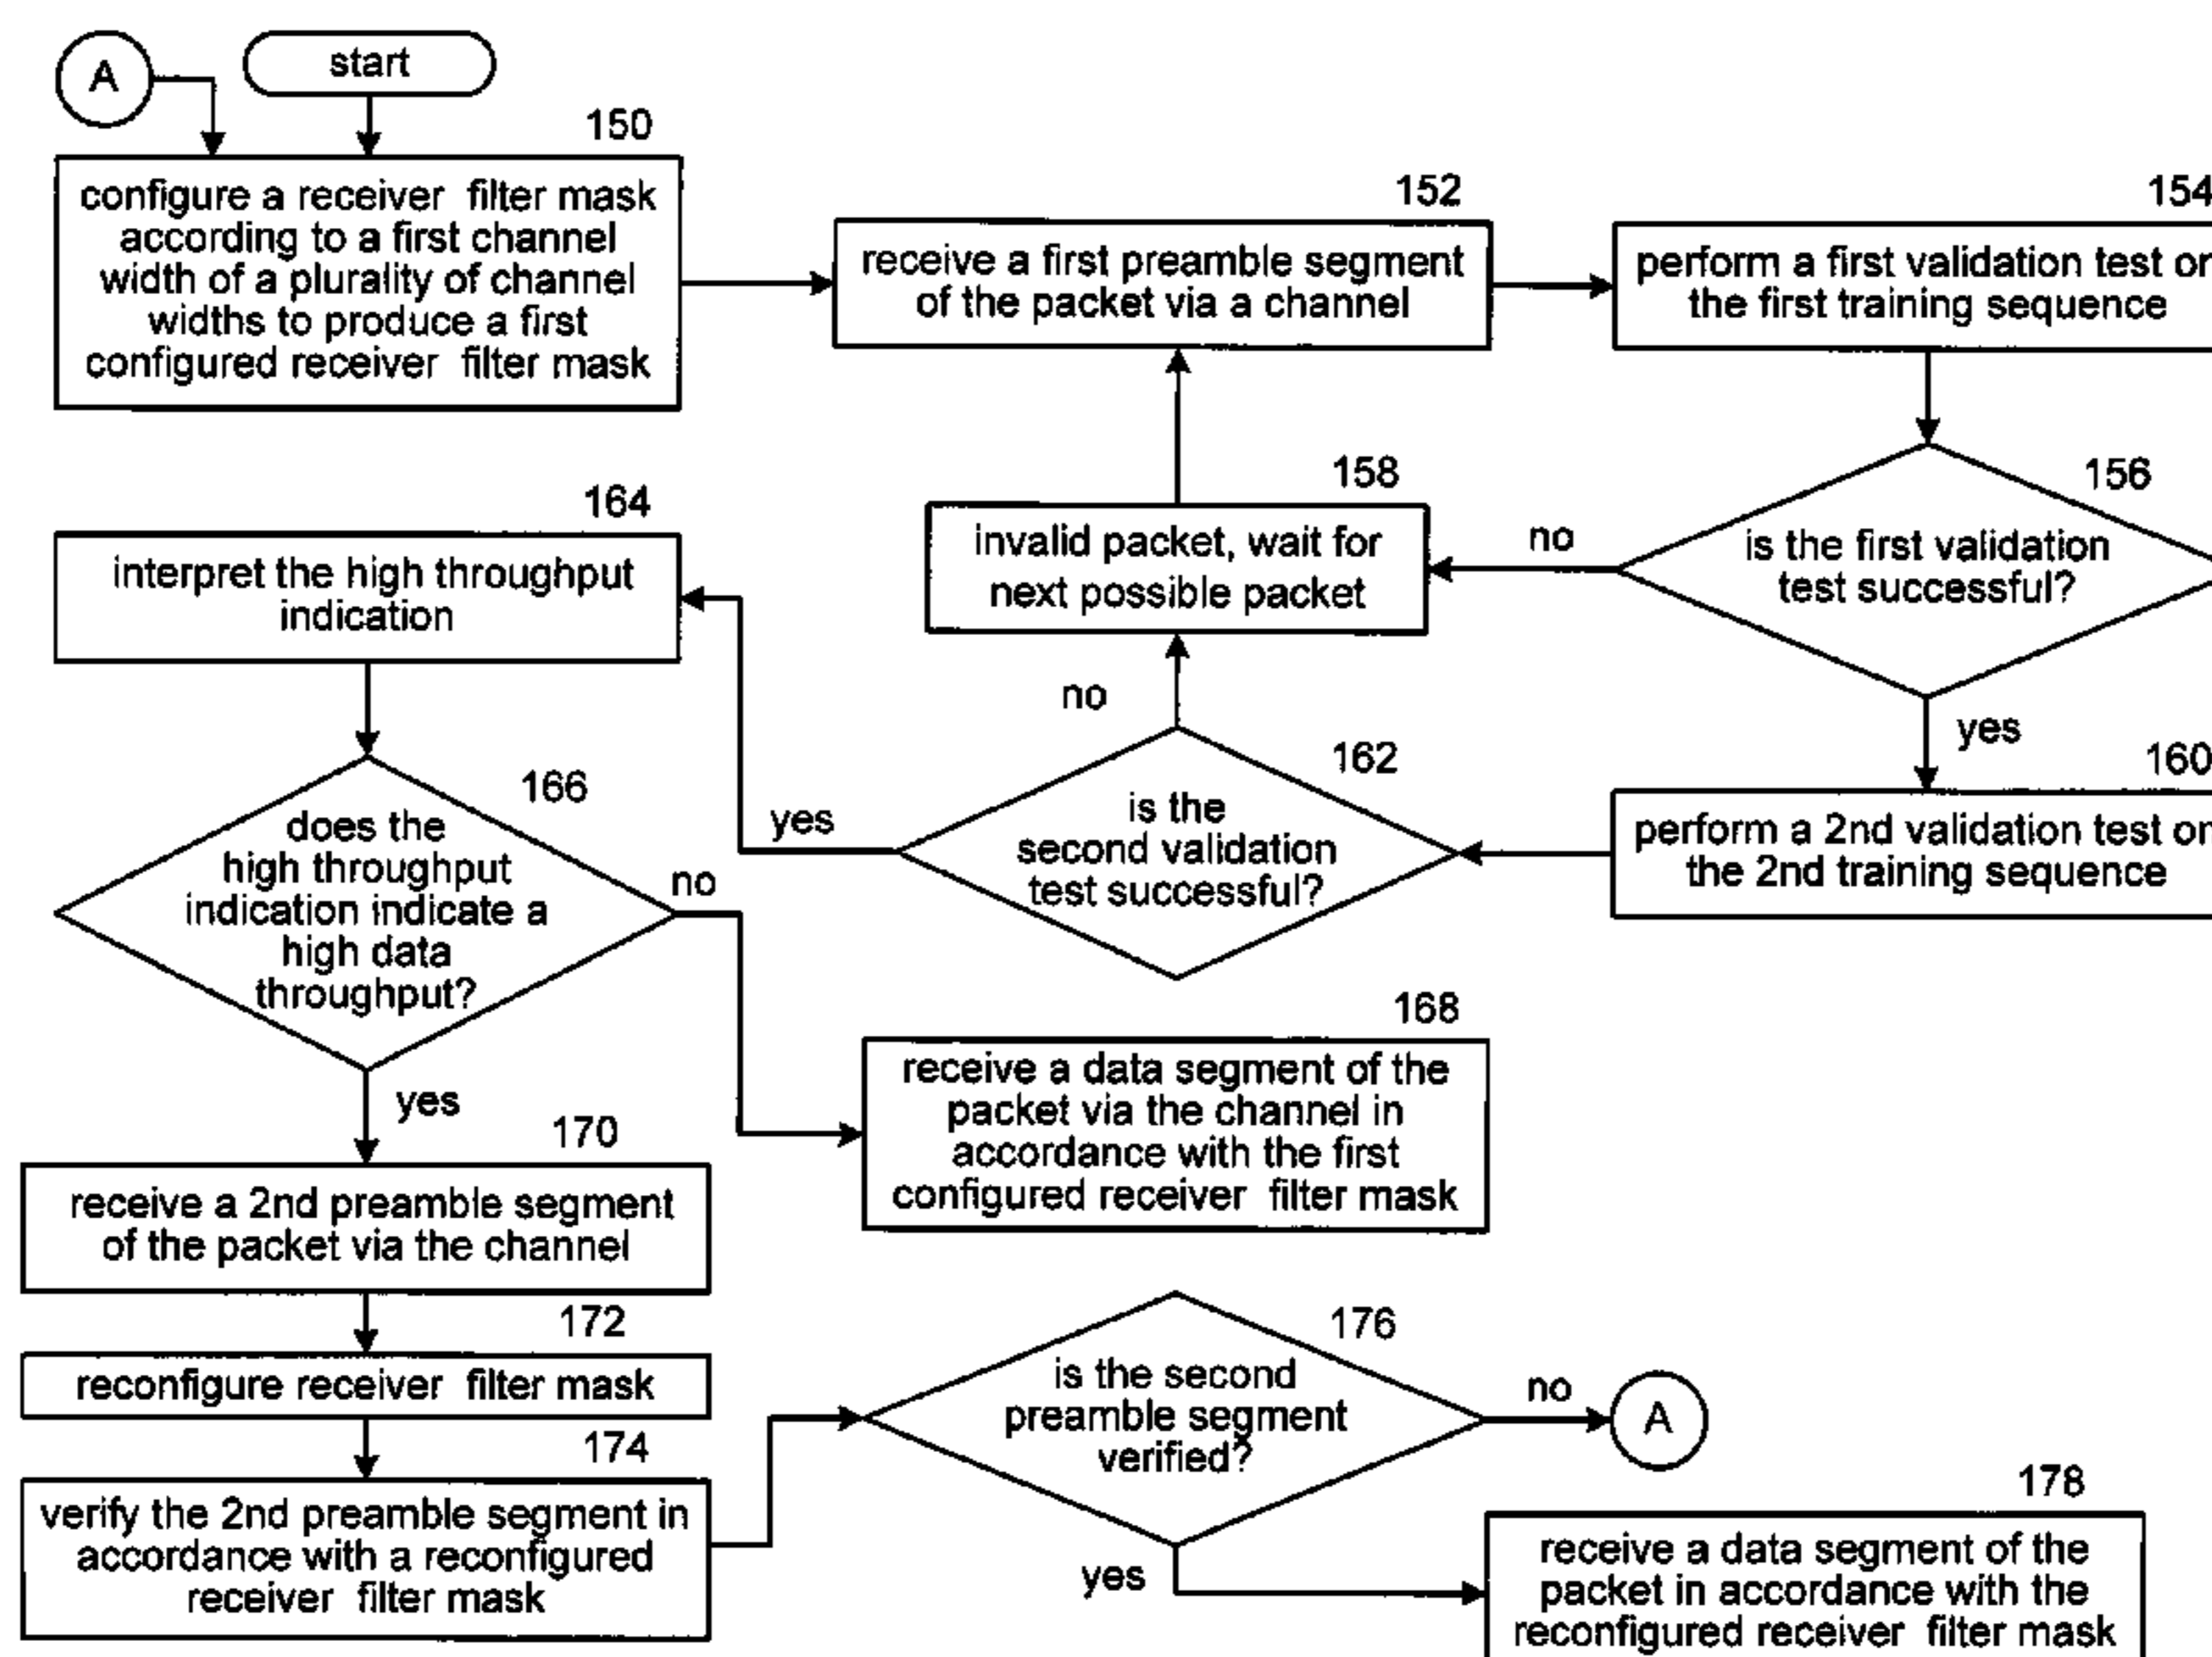 A
start
150
configure a receiver filter mask
according to a first channel
width of a plurality of channel
widths to produce a first
configured receiver filter mask
152
receive a first preamble segment
of the packet via a channel
154
perform a first validation test on
the first training sequence
156
is the first validation
test successful?
no
yes
158
invalid packet, wait for
next possible packet
160
perform a 2nd validation test on
the 2nd training sequence
162
is the
second validation
test successful?
no
yes
164
interpret the high throughput
indication
166
does the
high throughput
indication indicate a
high data
throughput?
no
yes
168
receive a data segment of the
packet via the channel in
accordance with the first
configured receiver filter mask
170
receive a 2nd preamble segment
of the packet via the channel
172
reconfigure receiver filter mask
174
verify the 2nd preamble segment in
accordance with a reconfigured
receiver filter mask
176
is the second
preamble segment
verified?
no
A
yes
178
receive a data segment of the
packet in accordance with the
reconfigured receiver filter mask